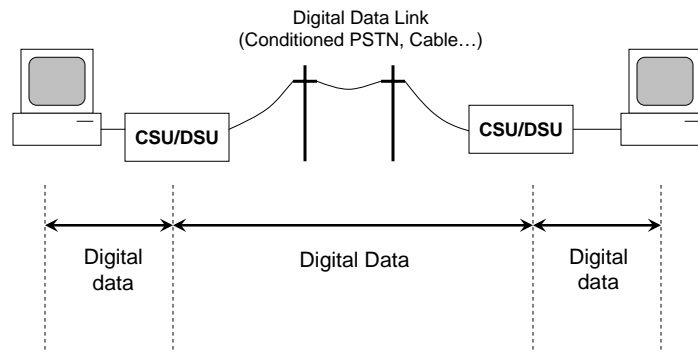 Digital Data Link
(Conditioned PSTN, Cable…)
CSU/DSU
CSU/DSU
Digital
data
Digital Data
Digital
data